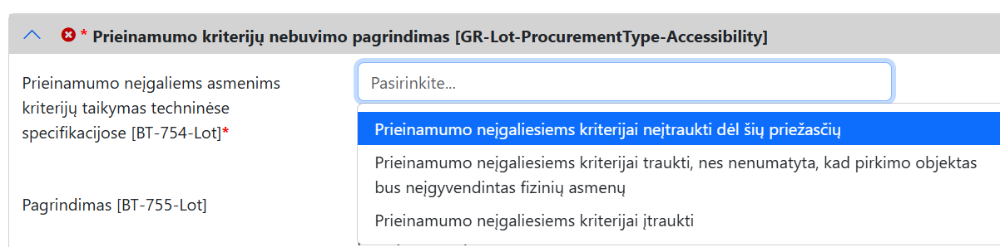 * Prieinamumo kriterijų nebuvimo pagrindimas [GR-Lot-ProcurementType-Accessibility]
Prieinamumo neįgaliems asmenims
kriterijų taikymas techninėse
specifikacijose [BT-754-Lot]*
Pasirinkite...
Prieinamumo neįgaliesiems kriterijai neįtraukti dėl šių priežasčių
Prieinamumo neįgaliesiems kriterijai traukti, nes nenumatyta, kad pirkimo objektas
bus neįgyvendintas fizinių asmenų
Prieinamumo neįgaliesiems kriterijai įtraukti
Pagrindimas [BT-755-Lot]